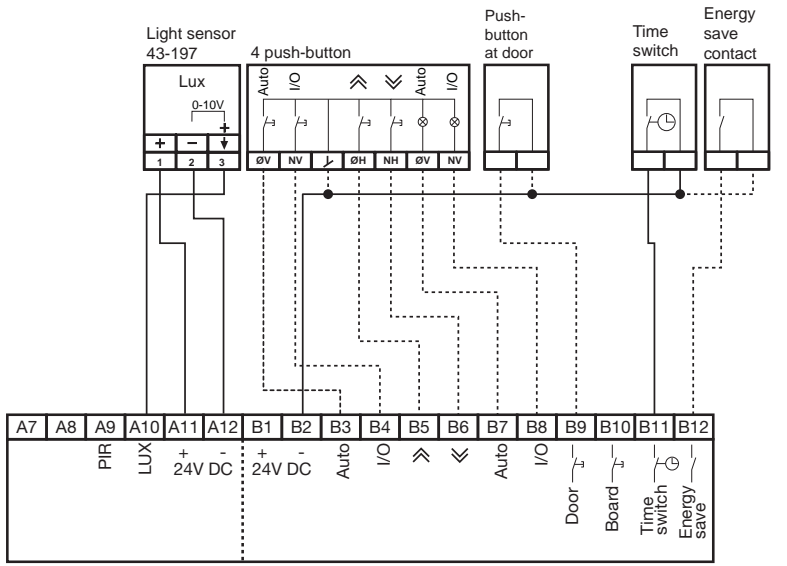 Light sensor
43-197
4 push-button
Push-
button
at door
Time
switch
Energy
save
contact
Lux
0-10V
+
+ −
1 2 3
Auto I/O Auto I/O
ØV NV ØH NH ØV NV
A7 A8 A9 A10 A11 A12 B1 B2 B3 B4 B5 B6 B7 B8 B9 B10 B11 B12
PIR
LUX
+ -
24V DC
+ -
24V DC
Auto
I/O
Auto
I/O
Door
Board
Time
switch
Energy
save